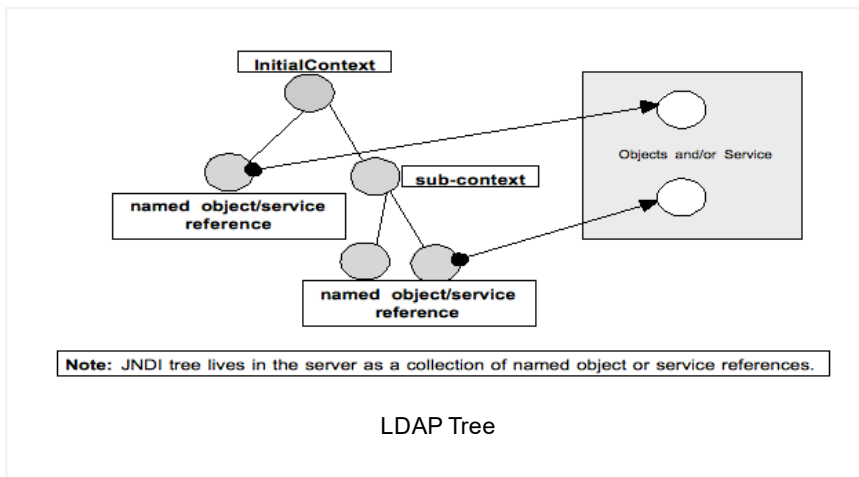 InitialContext
Objects and/or Service
sub-context
named object/service
reference
named object/service
reference
Note: JNDI tree lives in the server as a collection of named object or service references.
LDAP Tree